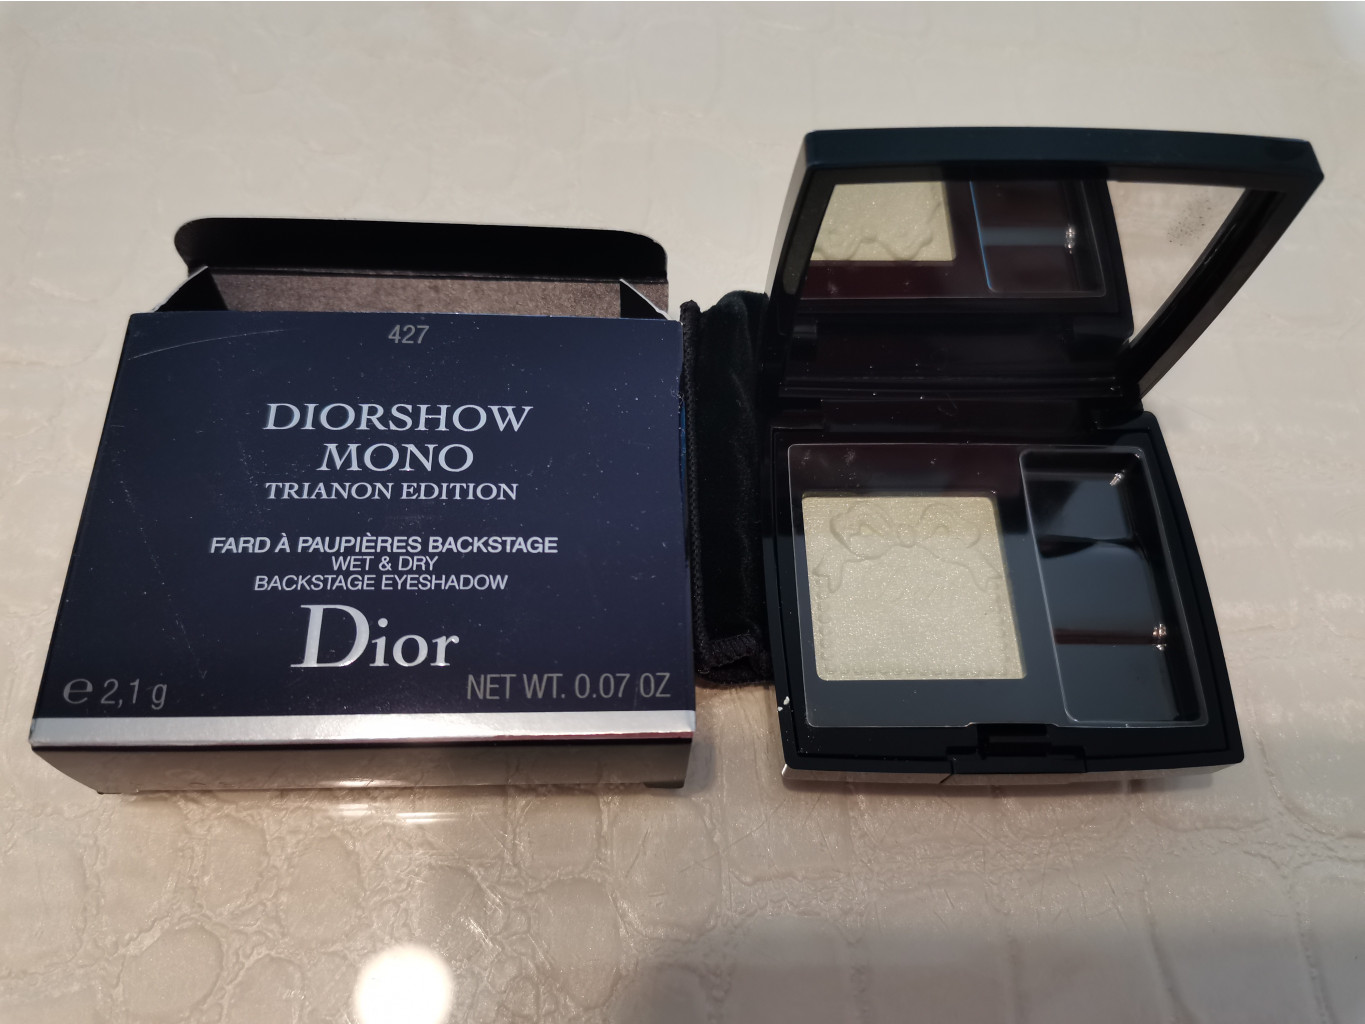 427
DIORSHOW
MONO
TRIANON EDITION
FARD À PAUPIÈRES BACKSTAGE
WET & DRY
BACKSTAGE EYESHADOW
Dior
℮ 2,1 g
NET WT. 0.07 OZ